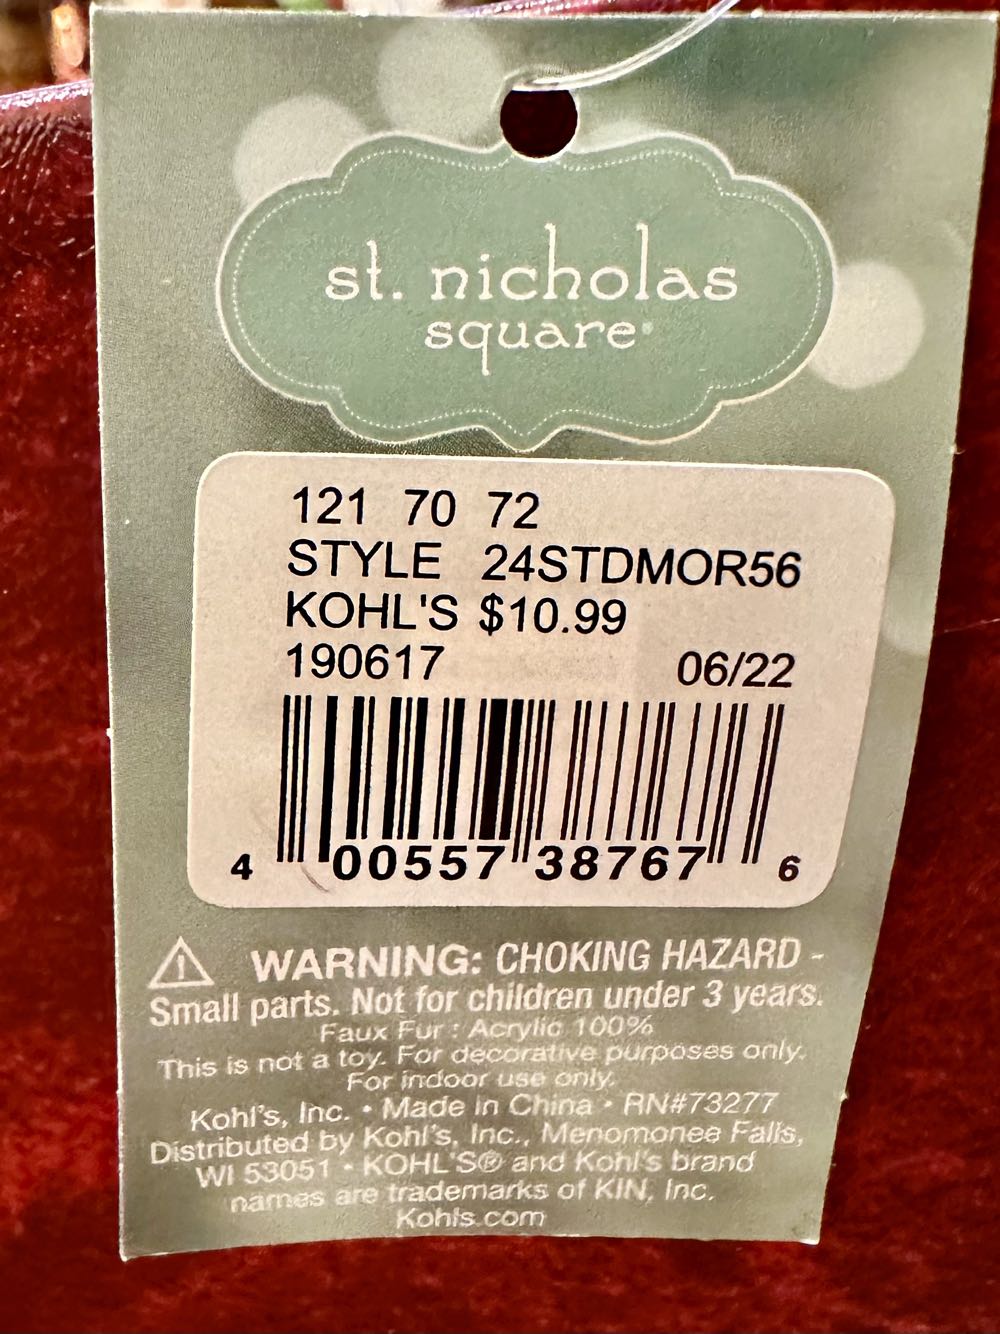 st. nicholas
square®
121 70 72
STYLE 24STDMOR56
KOHL'S $10.99
190617 06/22
4 00557 38767 6
WARNING: CHOKING HAZARD -
Small parts. Not for children under 3 years.
Faux Fur : Acrylic 100%
This is not a toy. For decorative purposes only.
For indoor use only.
Kohl's, Inc. • Made in China • RN#73277
Distributed by Kohl's, Inc., Menomonee Falls,
WI 53051 • KOHL'S® and Kohl's brand
names are trademarks of KIN, Inc.
Kohls.com